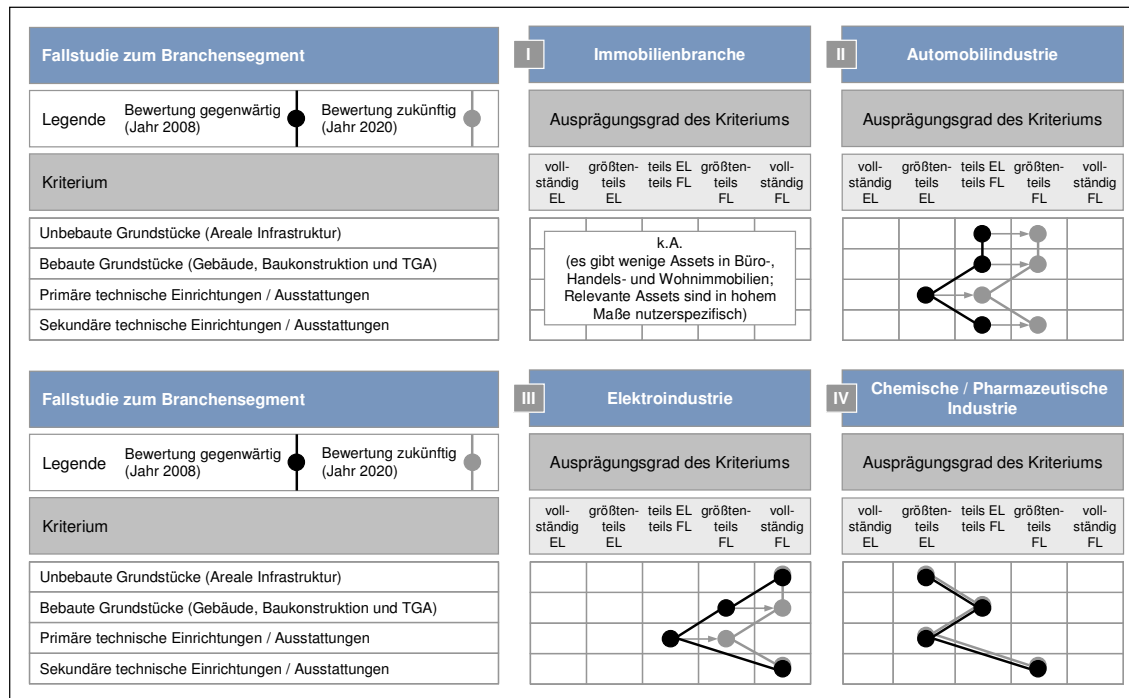 Fallstudie zum Branchensegment
I
Immobilienbranche
II
Automobilindustrie
Legende
Bewertung gegenwärtig
(Jahr 2008)
Bewertung zukünftig
(Jahr 2020)
Ausprägungsgrad des Kriteriums
Ausprägungsgrad des Kriteriums
Kriterium
voll-
ständig
EL
größten-
teils
EL
teils EL
teils FL
größten-
teils
FL
voll-
ständig
FL
voll-
ständig
EL
größten-
teils
EL
teils EL
teils FL
größten-
teils
FL
voll-
ständig
FL
Unbebaute Grundstücke (Areale Infrastruktur)
Bebaute Grundstücke (Gebäude, Baukonstruktion und TGA)
Primäre technische Einrichtungen / Ausstattungen
Sekundäre technische Einrichtungen / Ausstattungen
k.A.
(es gibt wenige Assets in Büro-,
Handels- und Wohnimmobilien;
Relevante Assets sind in hohem
Maße nutzerspezifisch)
Fallstudie zum Branchensegment
III
Elektroindustrie
IV
Chemische / Pharmazeutische
Industrie
Legende
Bewertung gegenwärtig
(Jahr 2008)
Bewertung zukünftig
(Jahr 2020)
Ausprägungsgrad des Kriteriums
Ausprägungsgrad des Kriteriums
Kriterium
voll-
ständig
EL
größten-
teils
EL
teils EL
teils FL
größten-
teils
FL
voll-
ständig
FL
voll-
ständig
EL
größten-
teils
EL
teils EL
teils FL
größten-
teils
FL
voll-
ständig
FL
Unbebaute Grundstücke (Areale Infrastruktur)
Bebaute Grundstücke (Gebäude, Baukonstruktion und TGA)
Primäre technische Einrichtungen / Ausstattungen
Sekundäre technische Einrichtungen / Ausstattungen